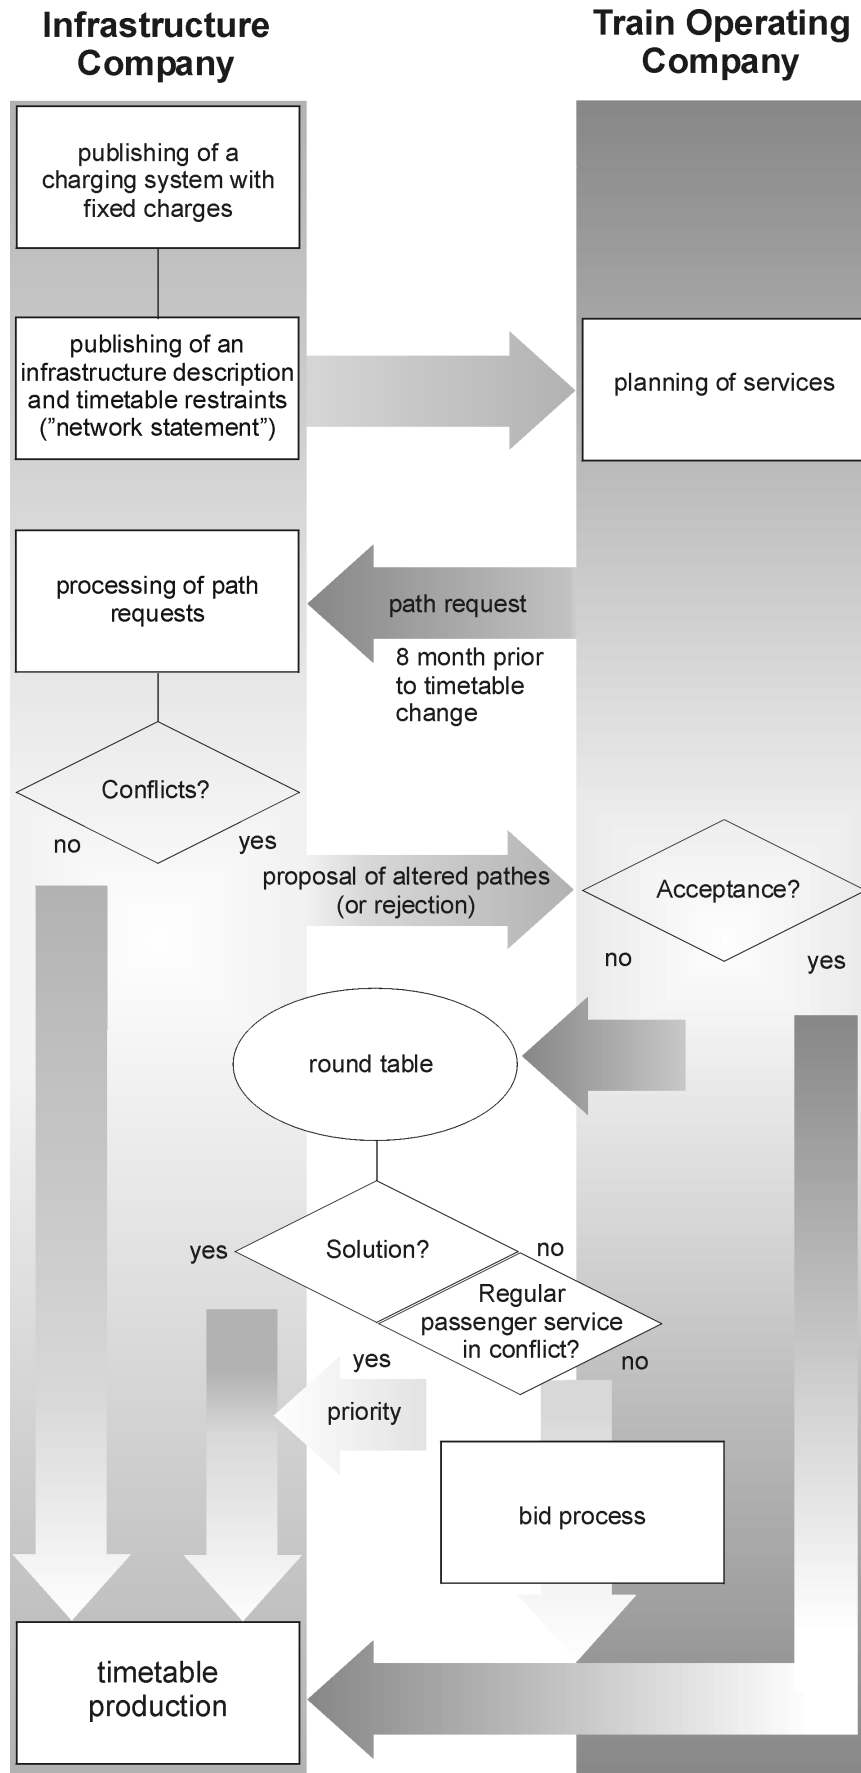 Infrastructure
Company
Train Operating
Company
publishing of a
charging system with
fixed charges
publishing of an
infrastructure description
and timetable restraints
(”network statement”)
planning of services
processing of path
requests
path request
8 month prior
to timetable
change
Conflicts?
no
yes
proposal of altered pathes
(or rejection)
Acceptance?
no
yes
round table
yes
Solution?
no
Regular
passenger service
in conflict?
yes
no
priority
bid process
timetable
production